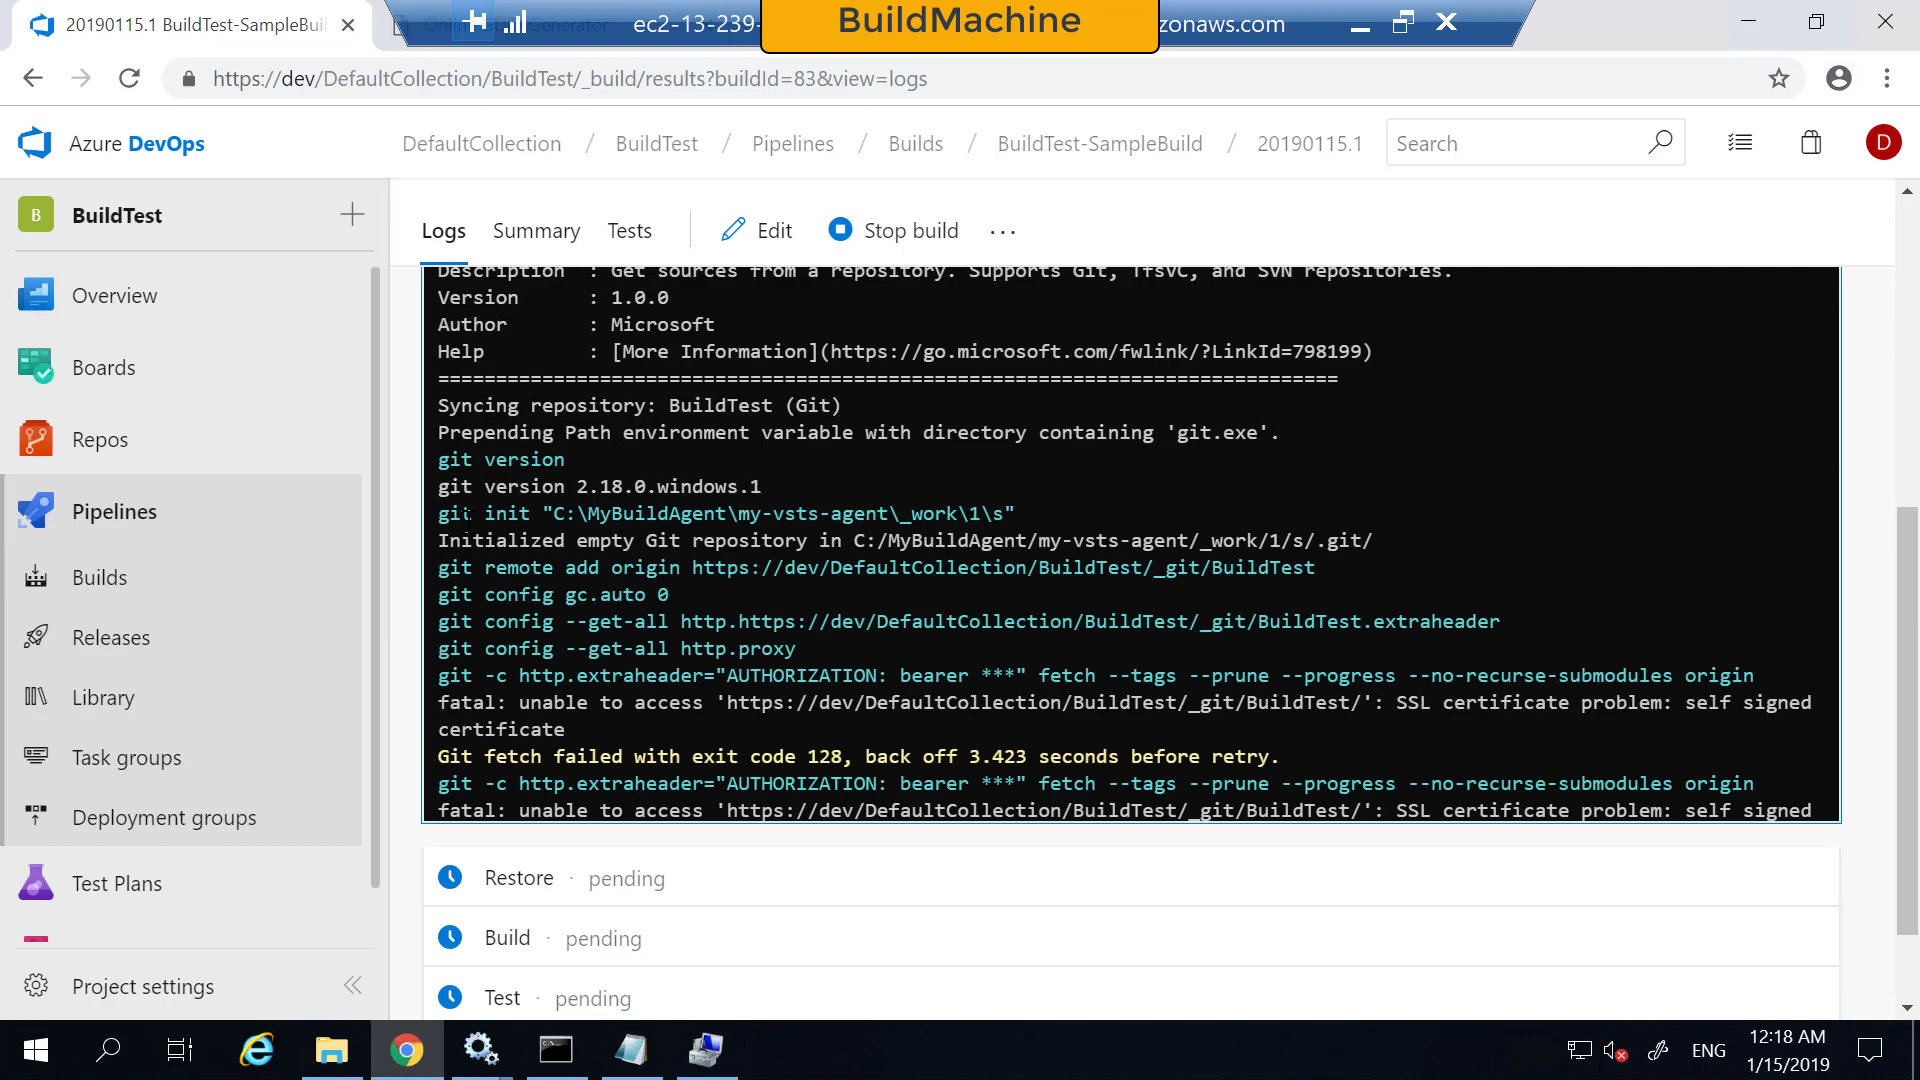 20190115.1 BuildTest-SampleBuil
ec2-13-239-
BuildMachine
zonaws.com
https://dev/DefaultCollection/BuildTest/_build/results?buildId=83&view=logs
Azure DevOps
DefaultCollection / BuildTest / Pipelines / Builds / BuildTest-SampleBuild / 20190115.1
Search
D
B BuildTest
Overview
Boards
Repos
Pipelines
Builds
Releases
Library
Task groups
Deployment groups
Test Plans
Project settings
Logs Summary Tests Edit Stop build ...
Description : Get sources from a repository. Supports Git, TfsVC, and SVN repositories.
Version : 1.0.0
Author : Microsoft
Help : [More Information](https://go.microsoft.com/fwlink/?LinkId=798199)
==============================================================================
Syncing repository: BuildTest (Git)
Prepending Path environment variable with directory containing 'git.exe'.
git version
git version 2.18.0.windows.1
git init "C:\MyBuildAgent\my-vsts-agent\_work\1\s"
Initialized empty Git repository in C:/MyBuildAgent/my-vsts-agent/_work/1/s/.git/
git remote add origin https://dev/DefaultCollection/BuildTest/_git/BuildTest
git config gc.auto 0
git config --get-all http.https://dev/DefaultCollection/BuildTest/_git/BuildTest.extraheader
git config --get-all http.proxy
git -c http.extraheader="AUTHORIZATION: bearer ***" fetch --tags --prune --progress --no-recurse-submodules origin
fatal: unable to access 'https://dev/DefaultCollection/BuildTest/_git/BuildTest/': SSL certificate problem: self signed
certificate
Git fetch failed with exit code 128, back off 3.423 seconds before retry.
git -c http.extraheader="AUTHORIZATION: bearer ***" fetch --tags --prune --progress --no-recurse-submodules origin
fatal: unable to access 'https://dev/DefaultCollection/BuildTest/_git/BuildTest/': SSL certificate problem: self signed
Restore · pending
Build · pending
Test · pending
ENG
12:18 AM
1/15/2019